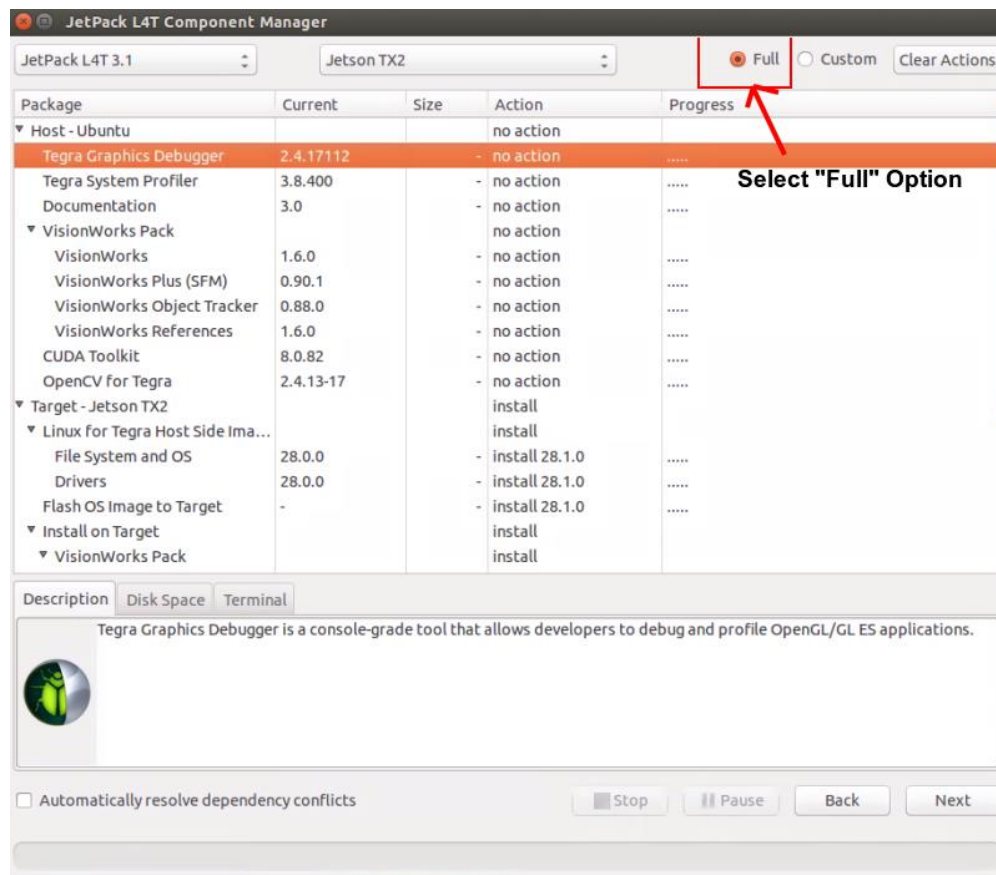 JetPack L4T Component Manager
JetPack L4T 3.1 Jetson TX2 Full Custom Clear Actions
Package Current Size Action Progress
Host - Ubuntu no action
Tegra Graphics Debugger 2.4.17112 - no action .....
Tegra System Profiler 3.8.400 - no action .....
Select "Full" Option
Documentation 3.0 - no action .....
VisionWorks Pack no action
VisionWorks 1.6.0 - no action .....
VisionWorks Plus (SFM) 0.90.1 - no action .....
VisionWorks Object Tracker 0.88.0 - no action .....
VisionWorks References 1.6.0 - no action .....
CUDA Toolkit 8.0.82 - no action .....
OpenCV for Tegra 2.4.13-17 - no action .....
Target - Jetson TX2 install
Linux for Tegra Host Side Ima... install
File System and OS 28.0.0 - install 28.1.0 .....
Drivers 28.0.0 - install 28.1.0 .....
Flash OS Image to Target - - install 28.1.0 .....
Install on Target install
VisionWorks Pack install
Description Disk Space Terminal
Tegra Graphics Debugger is a console-grade tool that allows developers to debug and profile OpenGL/GL ES applications.
Automatically resolve dependency conflicts Stop Pause Back Next